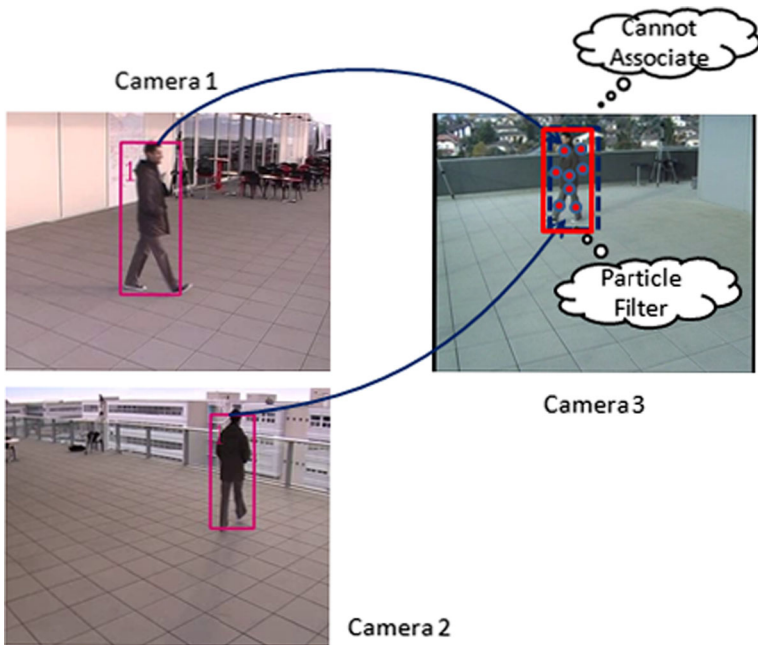 Camera 1
Cannot
Associate
1
Particle
Filter
Camera 3
Camera 2